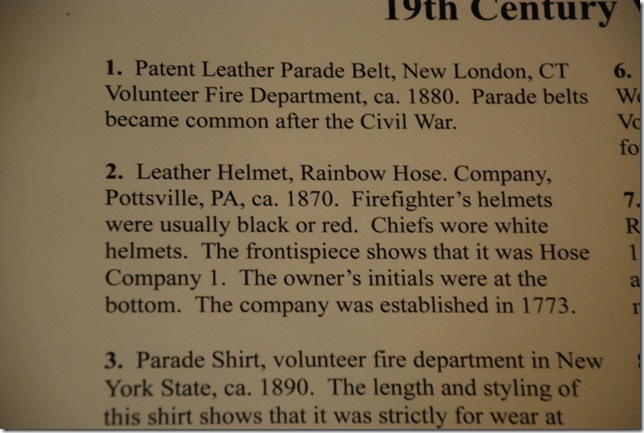 19th Century
1. Patent Leather Parade Belt, New London, CT
Volunteer Fire Department, ca. 1880. Parade belts
became common after the Civil War.
2. Leather Helmet, Rainbow Hose. Company,
Pottsville, PA, ca. 1870. Firefighter's helmets
were usually black or red. Chiefs wore white
helmets. The frontispiece shows that it was Hose
Company 1. The owner's initials were at the
bottom. The company was established in 1773.
3. Parade Shirt, volunteer fire department in New
York State, ca. 1890. The length and styling of
this shirt shows that it was strictly for wear at
6.
7.